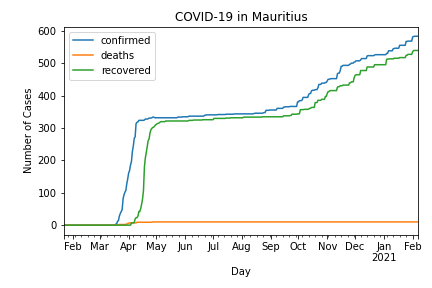 COVID-19 in Mauritius
confirmed
deaths
recovered
Number of Cases
600
500
400
300
200
100
0
Feb Mar Apr May Jun Jul Aug Sep Oct Nov Dec Jan Feb
2021
Day